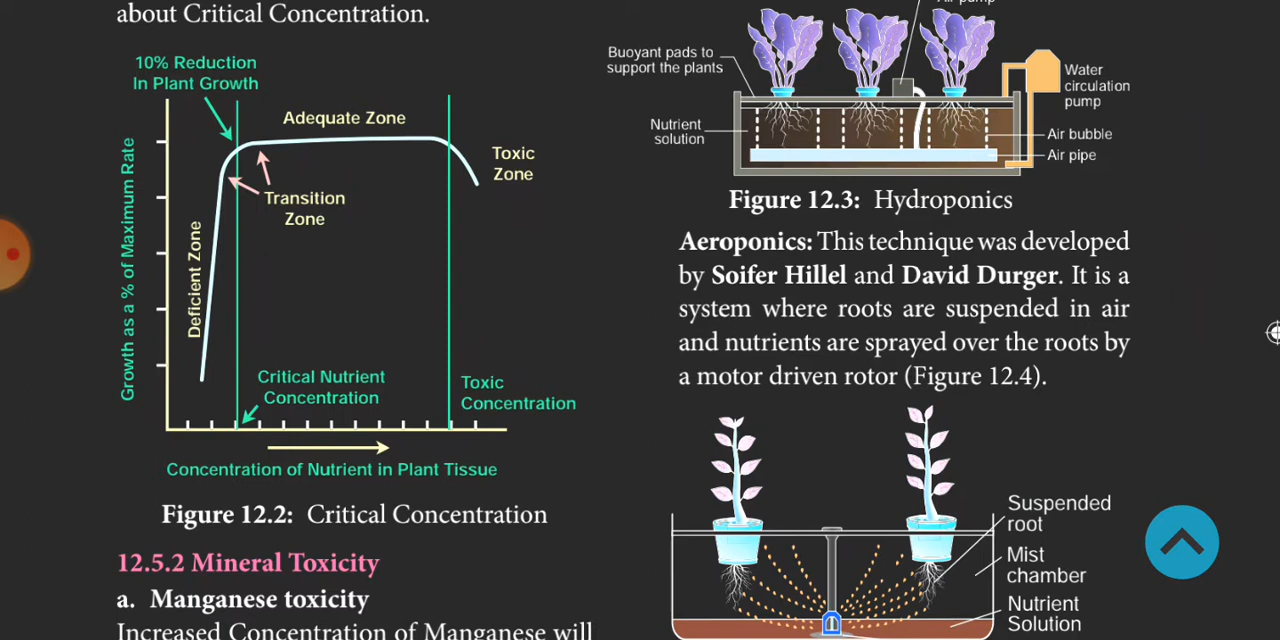 about Critical Concentration.
10% Reduction
In Plant Growth
Adequate Zone
Toxic
Zone
Transition
Zone
Deficient Zone
Growth as a % of Maximum Rate
Critical Nutrient
Concentration
Toxic
Concentration
Concentration of Nutrient in Plant Tissue
Figure 12.2: Critical Concentration
12.5.2 Mineral Toxicity
a. Manganese toxicity
Increased Concentration of Manganese will
Buoyant pads to
support the plants
Water
circulation
pump
Nutrient
solution
Air bubble
Air pipe
Figure 12.3: Hydroponics
Aeroponics: This technique was developed
by Soifer Hillel and David Durger. It is a
system where roots are suspended in air
and nutrients are sprayed over the roots by
a motor driven rotor (Figure 12.4).
Suspended
root
Mist
chamber
Nutrient
Solution